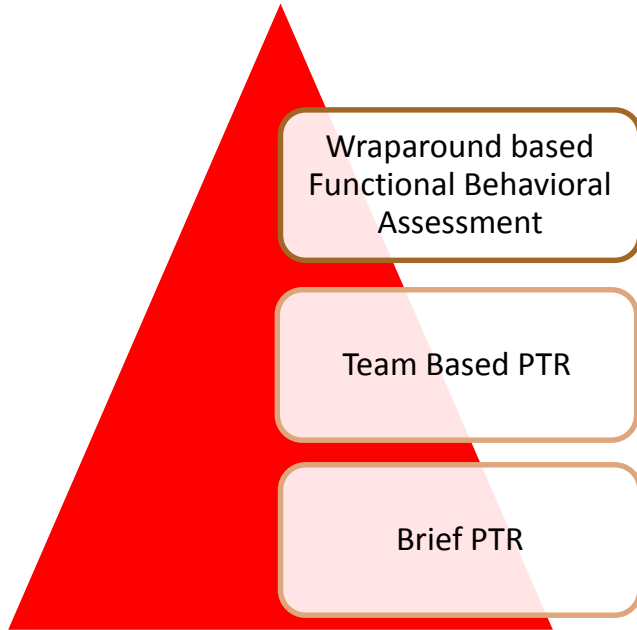 Wraparound based
Functional Behavioral
Assessment
Team Based PTR
Brief PTR